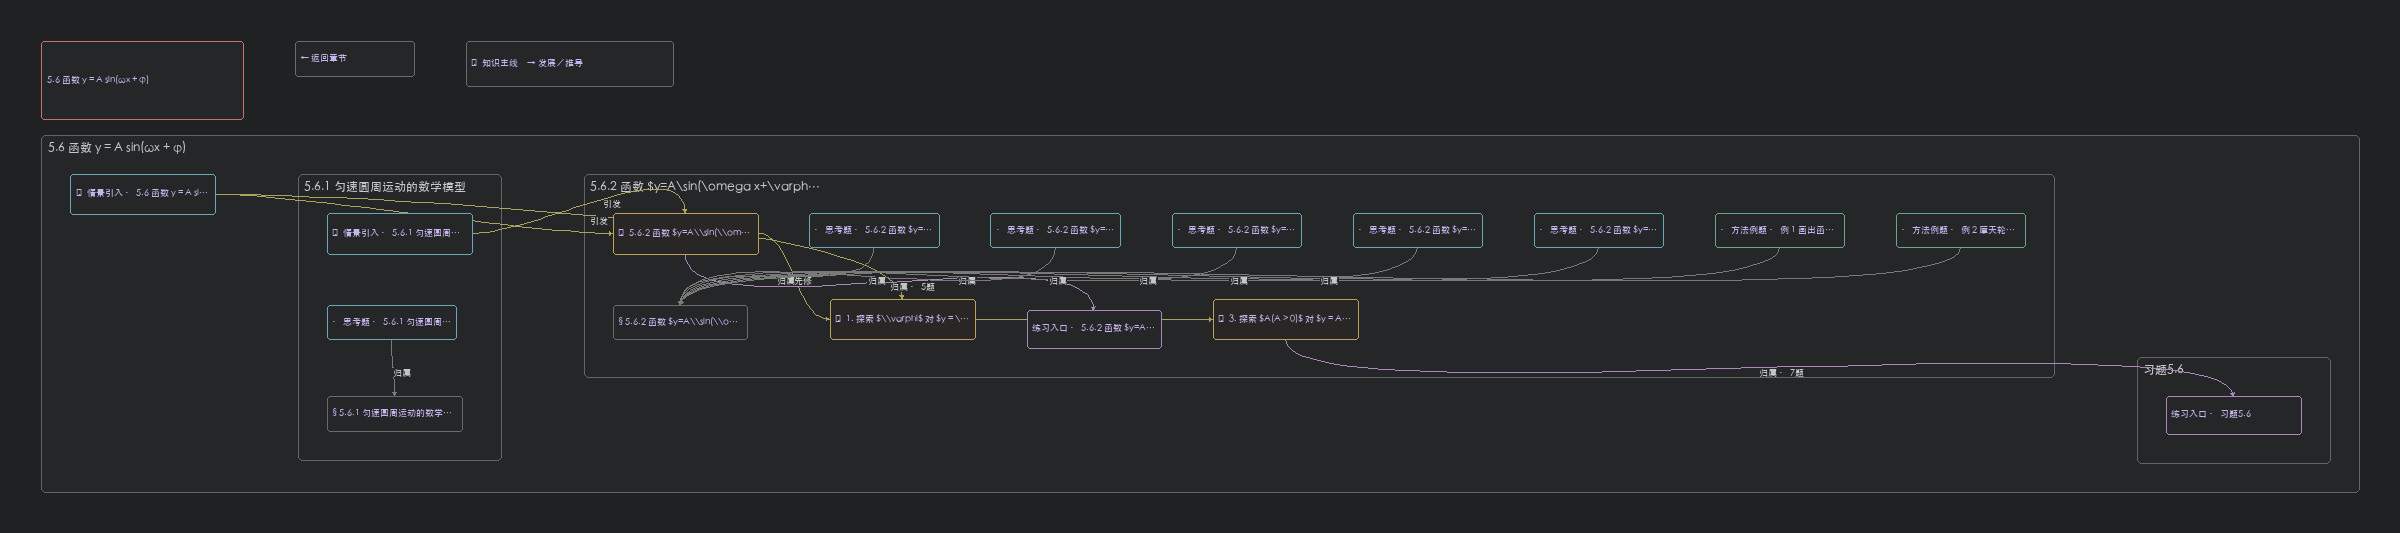 5.6 函数 y = A sin(ωx + φ)
← 返回章节
知识主线 → 发展／推导
5.6 函数 y = A sin(ωx + φ)
情景引入 · 5.6 函数 y = A si…
5.6.1 匀速圆周运动的数学模型
情景引入 · 5.6.1 匀速圆周…
· 思考题 · 5.6.1 匀速圆周…
归属
§ 5.6.1 匀速圆周运动的数学…
5.6.2 函数 $y=A\sin(\omega x+\varph…
引发
引发
5.6.2 函数 $y=A\\sin(\\om…
· 思考题 · 5.6.2 函数 $y=…
· 思考题 · 5.6.2 函数 $y=…
· 思考题 · 5.6.2 函数 $y=…
· 思考题 · 5.6.2 函数 $y=…
· 思考题 · 5.6.2 函数 $y=…
· 方法例题 · 例 1 画出函…
· 方法例题 · 例 2 摩天轮…
归属先修
归属
归属 · 5题
归属
归属
归属
归属
归属
§ 5.6.2 函数 $y=A\\sin(\\o…
1. 探索 $\\varphi$ 对 $y = \…
练习入口 · 5.6.2 函数 $y=A…
3. 探索 $A(A > 0)$ 对 $y = A…
归属 · 7题
习题5.6
练习入口 · 习题5.6